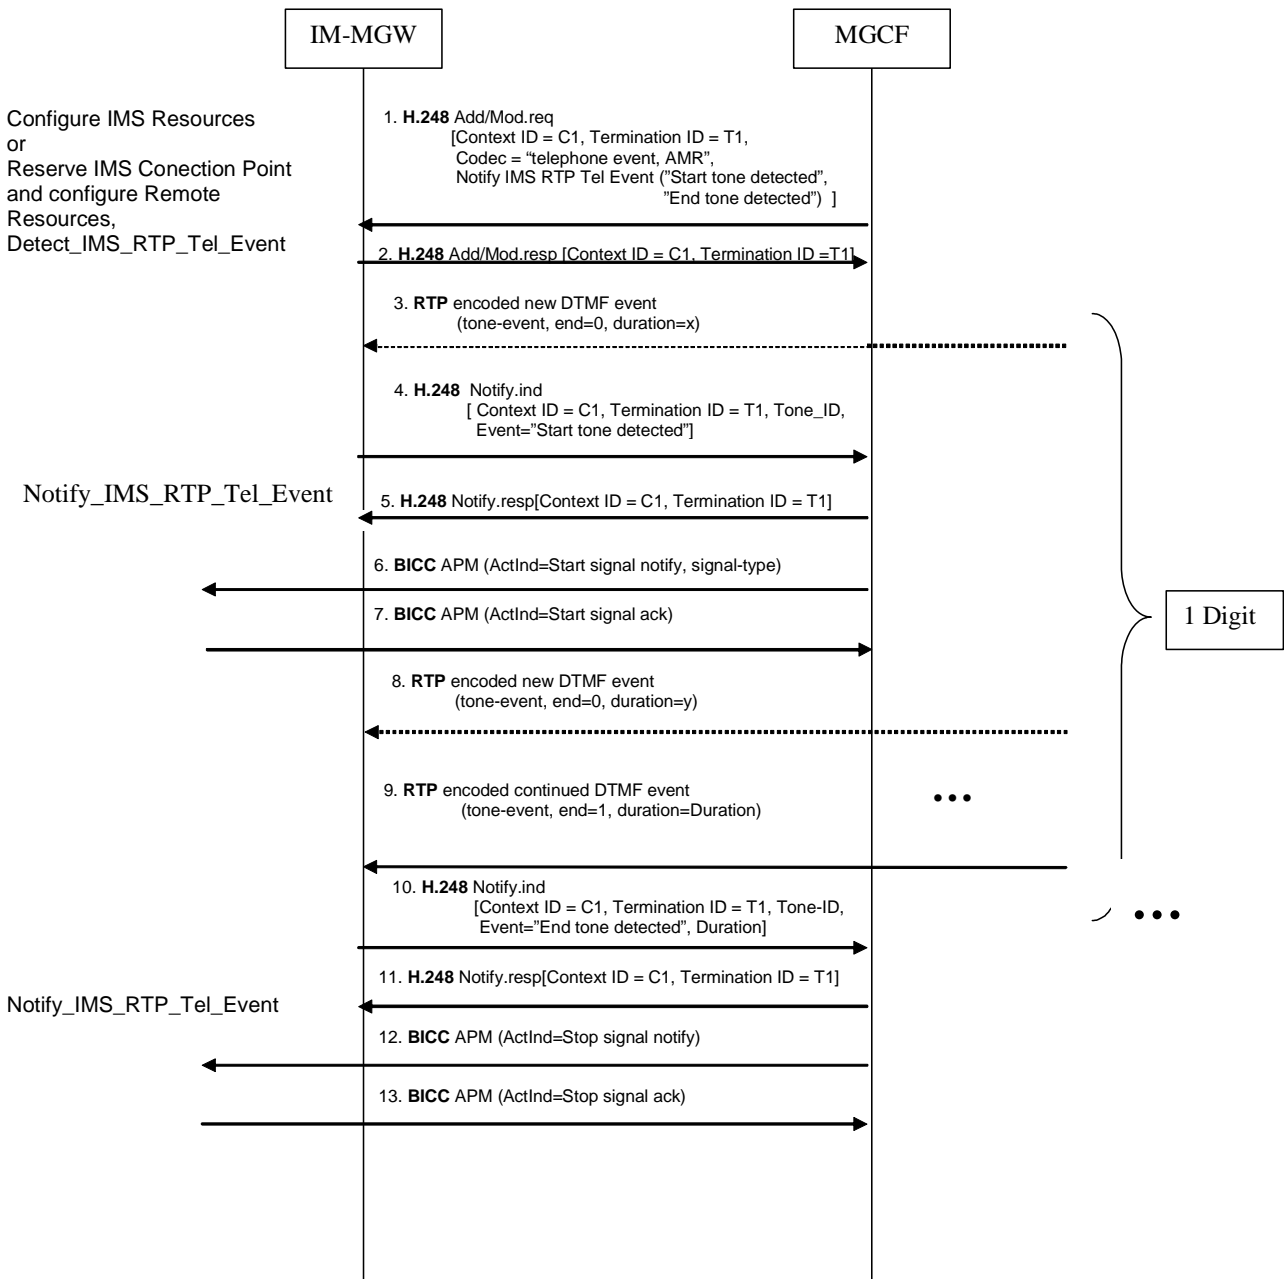 IM-MGW
MGCF
Configure IMS Resources
or
Reserve IMS Conection Point
and configure Remote
Resources,
Detect_IMS_RTP_Tel_Event
1. H.248 Add/Mod.req
[Context ID = C1, Termination ID = T1,
Codec = “telephone event, AMR”,
Notify IMS RTP Tel Event (”Start tone detected”,
”End tone detected”) ]
2. H.248 Add/Mod.resp [Context ID = C1, Termination ID =T1]
3. RTP encoded new DTMF event
(tone-event, end=0, duration=x)
4. H.248 Notify.ind
[ Context ID = C1, Termination ID = T1, Tone_ID,
Event=”Start tone detected”]
Notify_IMS_RTP_Tel_Event
5. H.248 Notify.resp[Context ID = C1, Termination ID = T1]
6. BICC APM (ActInd=Start signal notify, signal-type)
7. BICC APM (ActInd=Start signal ack)
1 Digit
8. RTP encoded new DTMF event
(tone-event, end=0, duration=y)
9. RTP encoded continued DTMF event
(tone-event, end=1, duration=Duration)
...
10. H.248 Notify.ind
[Context ID = C1, Termination ID = T1, Tone-ID,
Event=”End tone detected”, Duration]
...
11. H.248 Notify.resp[Context ID = C1, Termination ID = T1]
Notify_IMS_RTP_Tel_Event
12. BICC APM (ActInd=Stop signal notify)
13. BICC APM (ActInd=Stop signal ack)